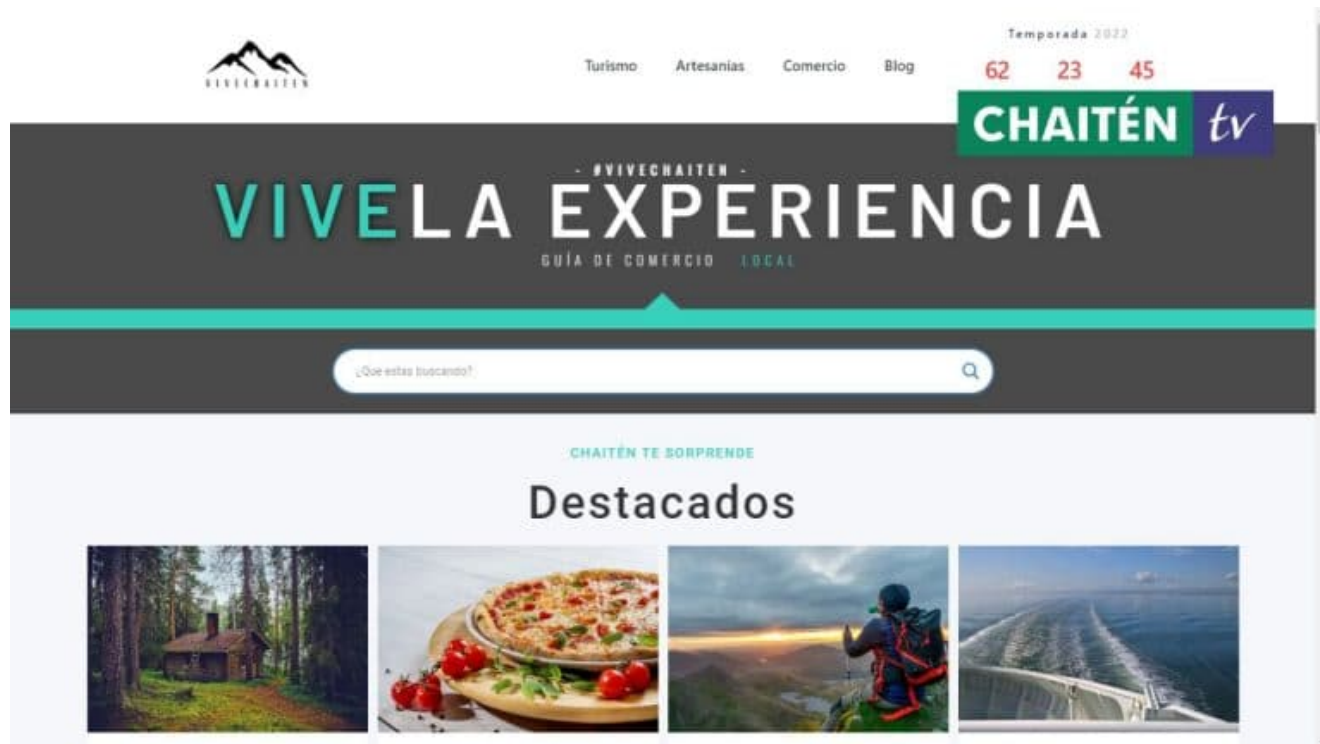 VIVECHAITEN
Turismo Artesanías Comercio Blog
Temporada 2022
62 23 45
CHAITÉN tv
- #VIVECHAITEN -
VIVELA EXPERIENCIA
GUÍA DE COMERCIO LOCAL
¿Que estas buscando?
CHAITÉN TE SORPRENDE
Destacados